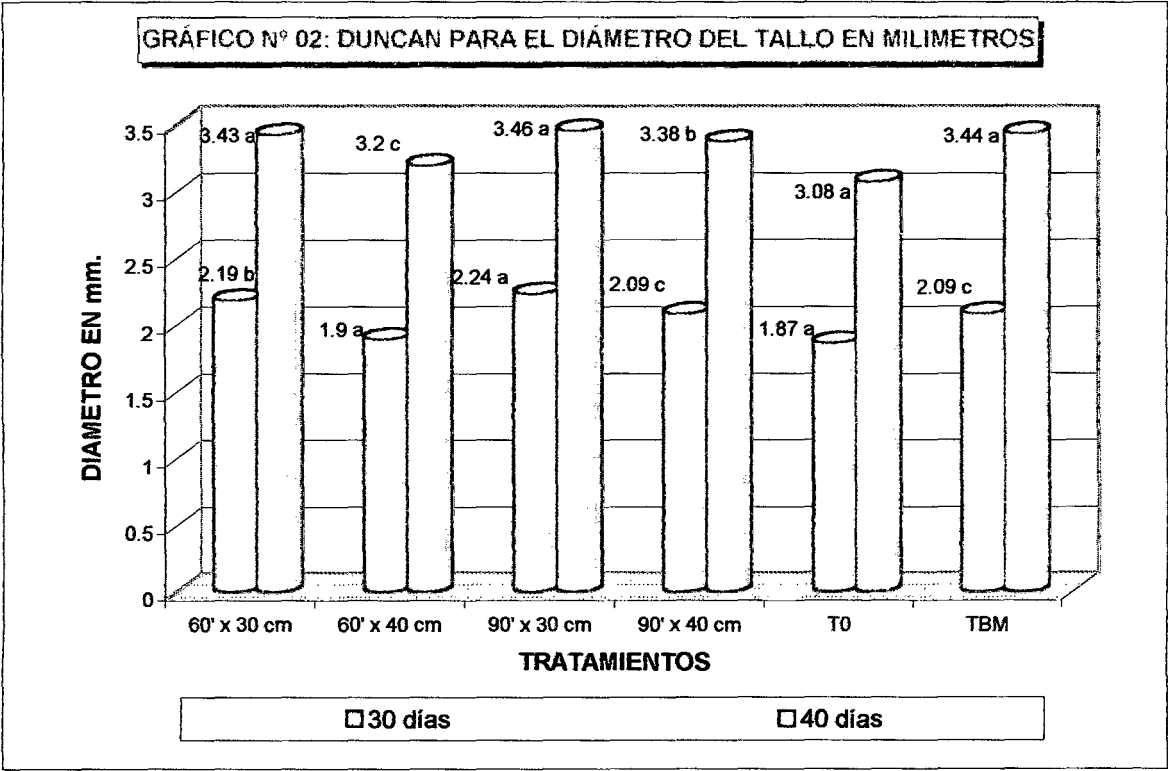 GRÁFICO Nº 02: DUNCAN PARA EL DIÁMETRO DEL TALLO EN MILIMETROS
DIAMETRO EN mm.
3.5
3
2.5
2
1.5
1
0.5
0
3.43 a
3.2 c
3.46 a
3.38 b
3.08 a
3.44 a
2.19 b
1.9 a
2.24 a
2.09 c
1.87 a
2.09 c
60' x 30 cm
60' x 40 cm
90' x 30 cm
90' x 40 cm
T0
TBM
TRATAMIENTOS
30 días
40 días